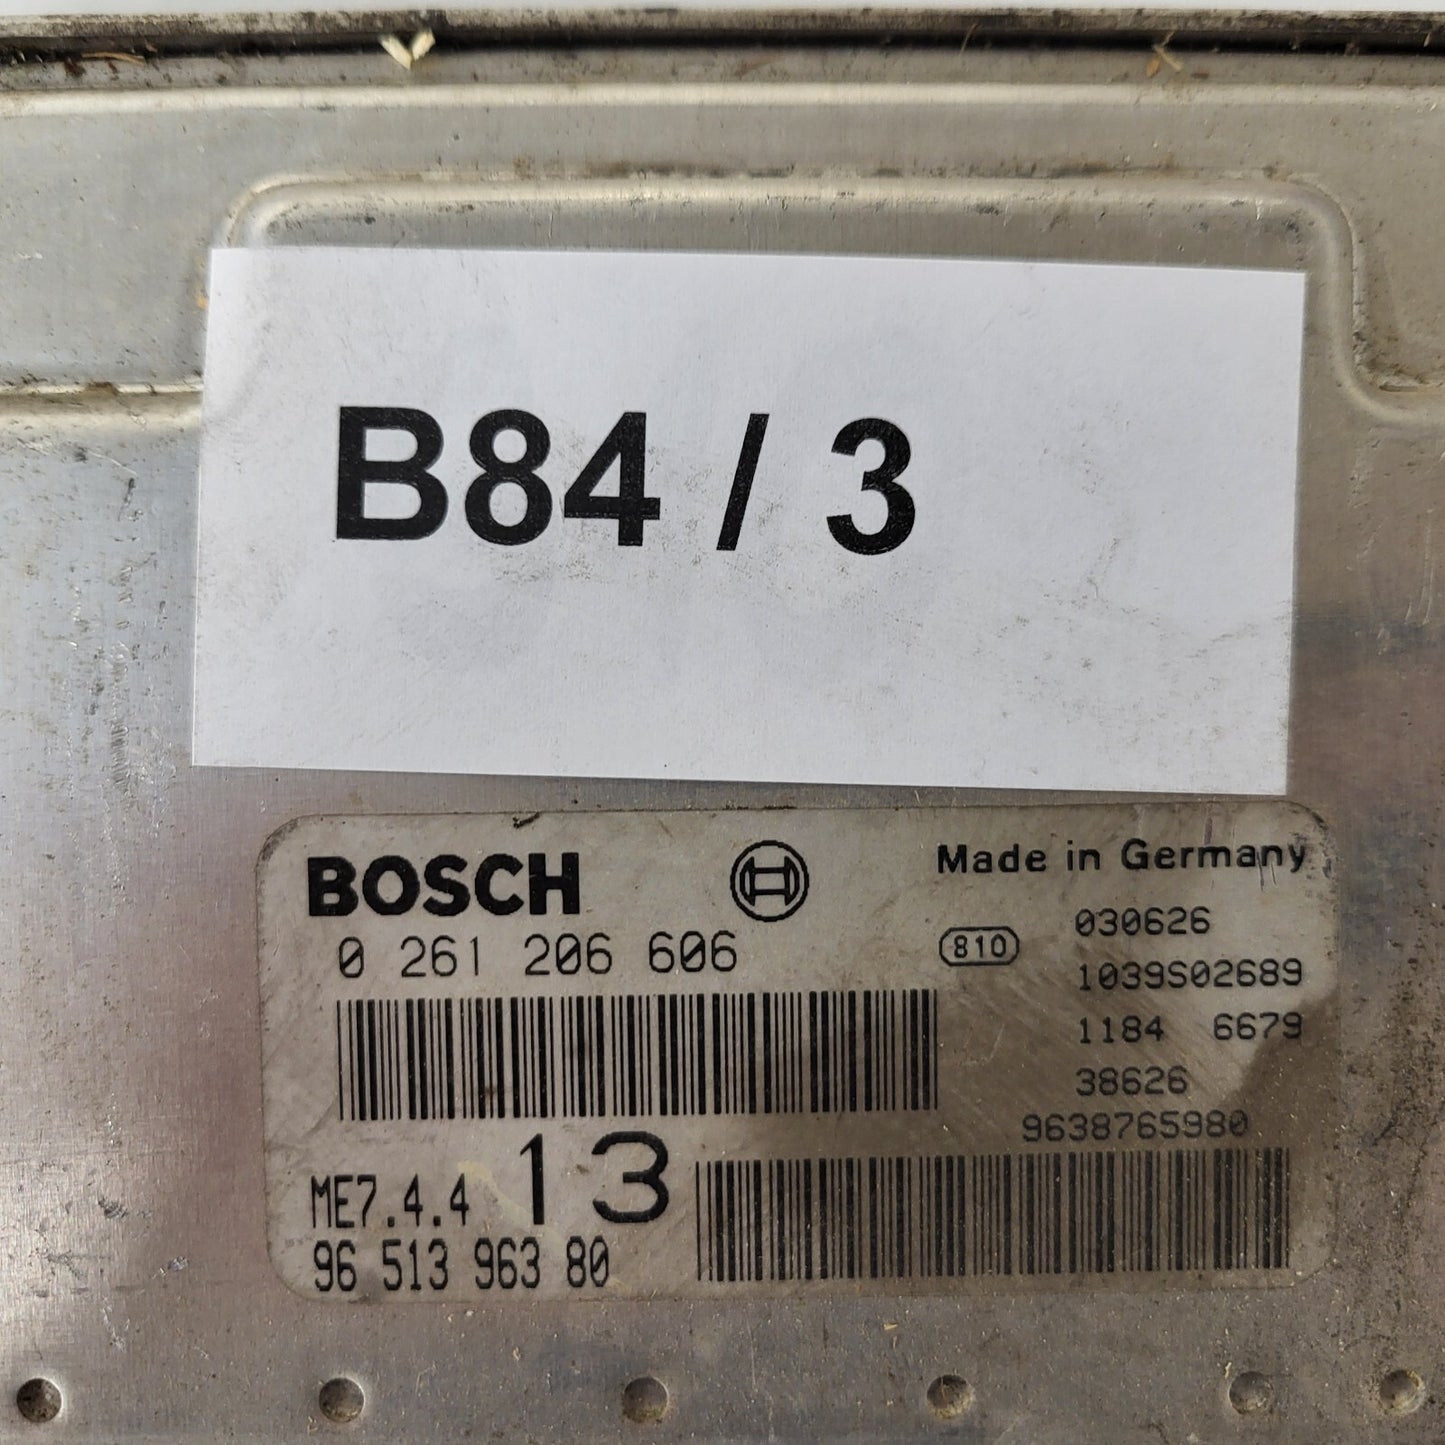 B84 / 3
BOSCH
Made in Germany
0 261 206 606
810
030626
1039S02689
1184 6679
38626
9638765980
ME7.4.4 13
96 513 963 80